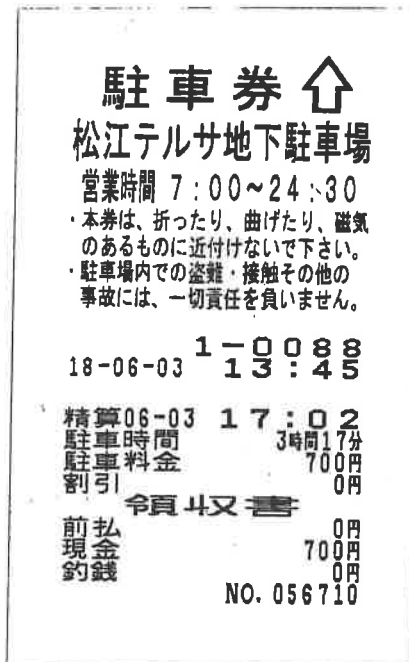 駐車券⇧
松江テルサ地下駐車場
営業時間 7:00~24:30
・本券は、折ったり、曲げたり、磁気
のあるものに近付けないで下さい。
・駐車場内での盗難・接触その他の
事故には、一切責任を負いません。
1-0088
18-06-03 13:45
精算06-03 17:02
駐車時間 3時間17分
駐車料金 700円
割引 0円
領収書
前払 0円
現金 700円
釣銭 0円
NO. 056710